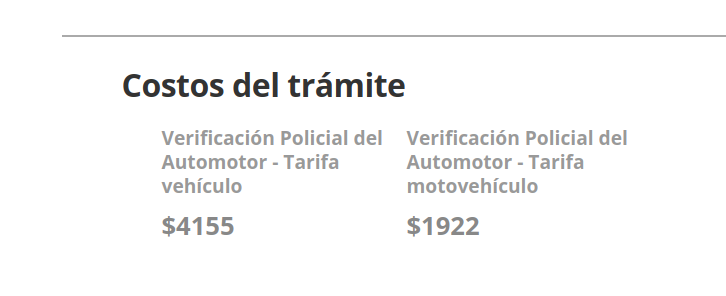 Costos del trámite
Verificación Policial del
Automotor - Tarifa
vehículo
$4155
Verificación Policial del
Automotor - Tarifa
motovehículo
$1922